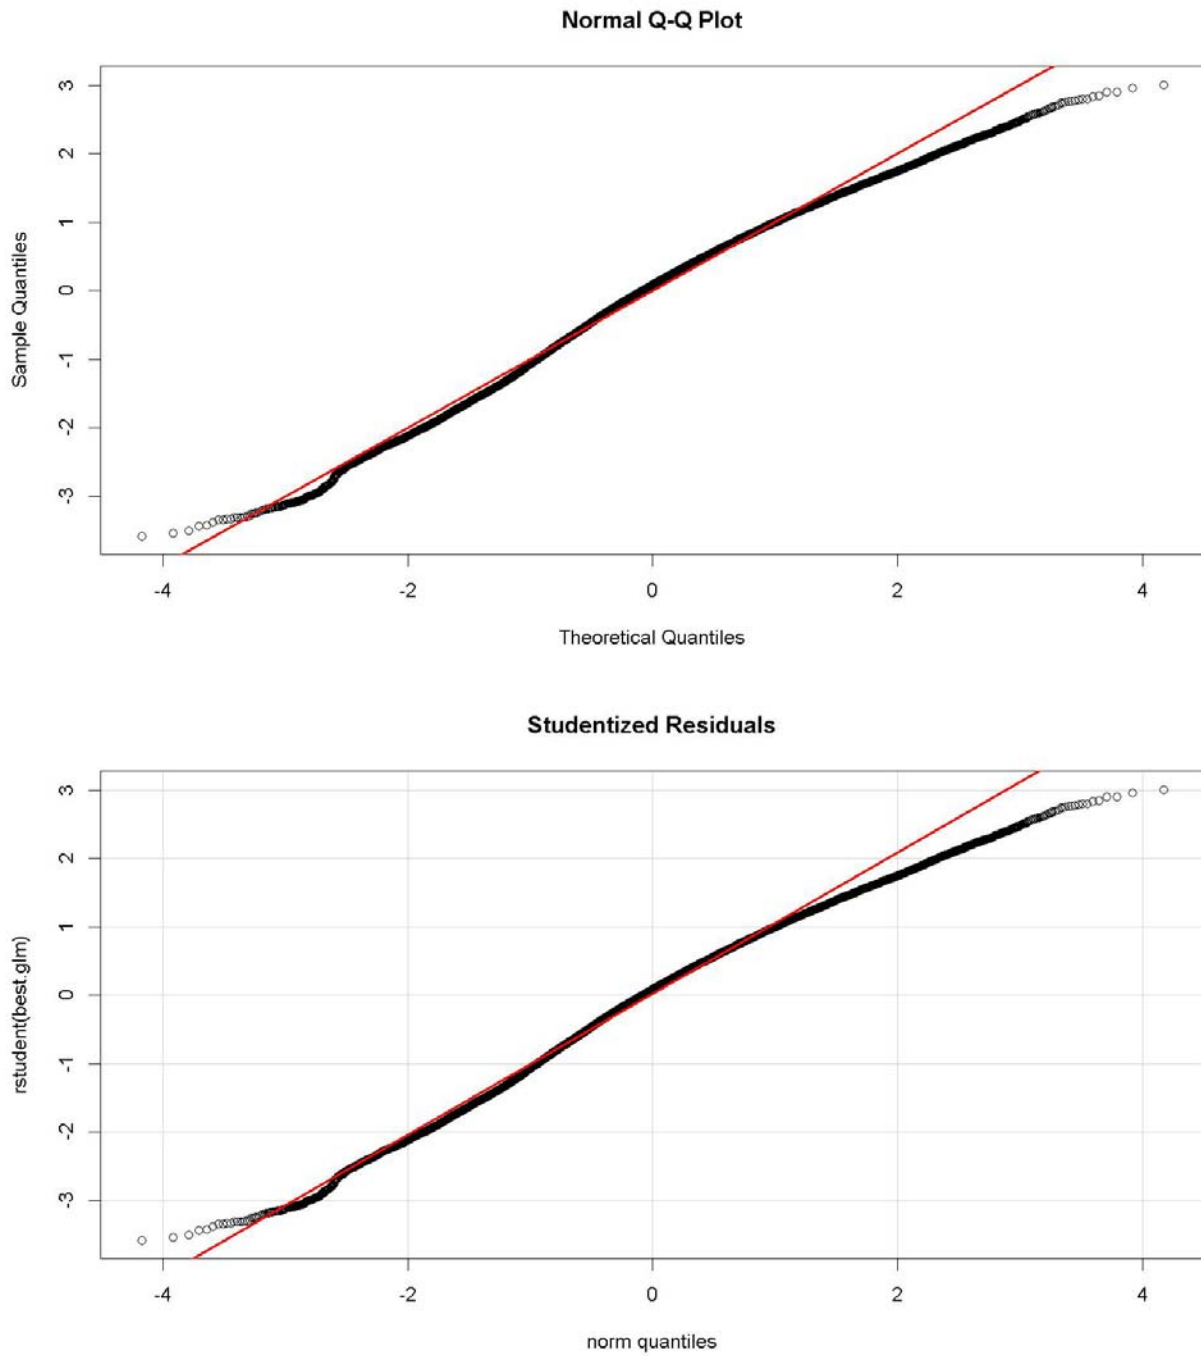 Normal Q-Q Plot
Sample Quantiles
3
2
1
0
-1
-2
-3
-4 -2 0 2 4
Theoretical Quantiles
Studentized Residuals
rstudent(best.glm)
3
2
1
0
-1
-2
-3
-4 -2 0 2 4
norm quantiles